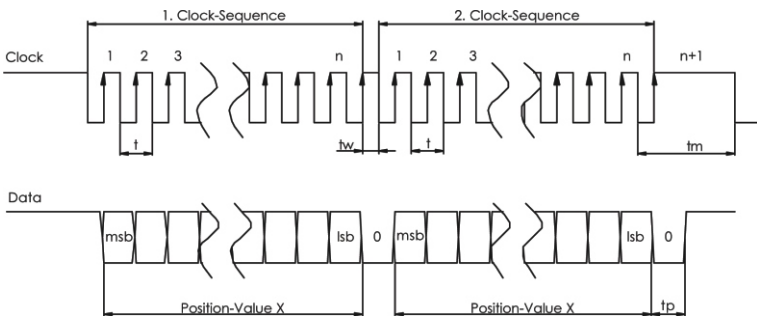 1. Clock-Sequence 2. Clock-Sequence
Clock 1 2 3 n 1 2 3 n n+1
t tw t tm
Data
msb lsb 0 msb lsb 0
Position-Value X Position-Value X tp